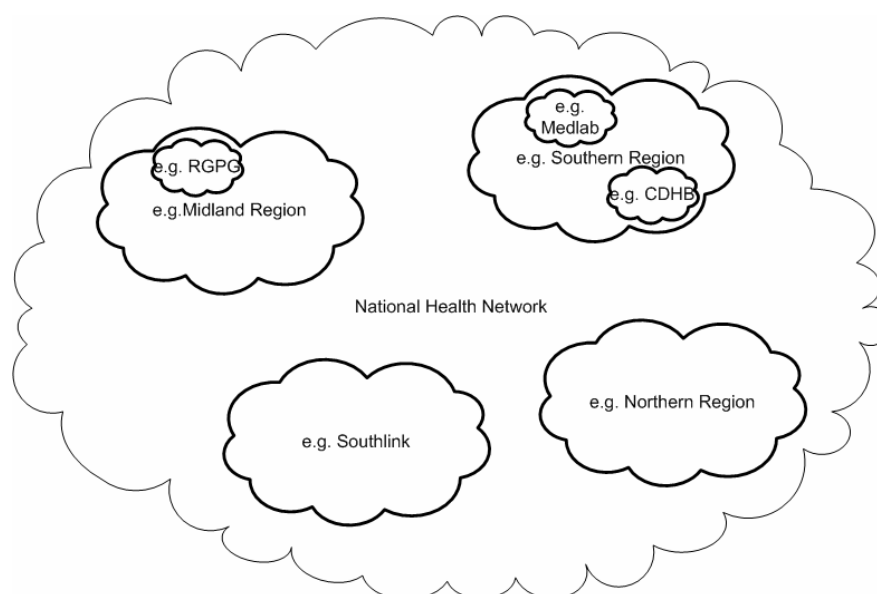 e.g.
Medlab
e.g. RGPG
e.g. Southern Region
e.g. CDHB
e.g.Midland Region
National Health Network
e.g. Northern Region
e.g. Southlink